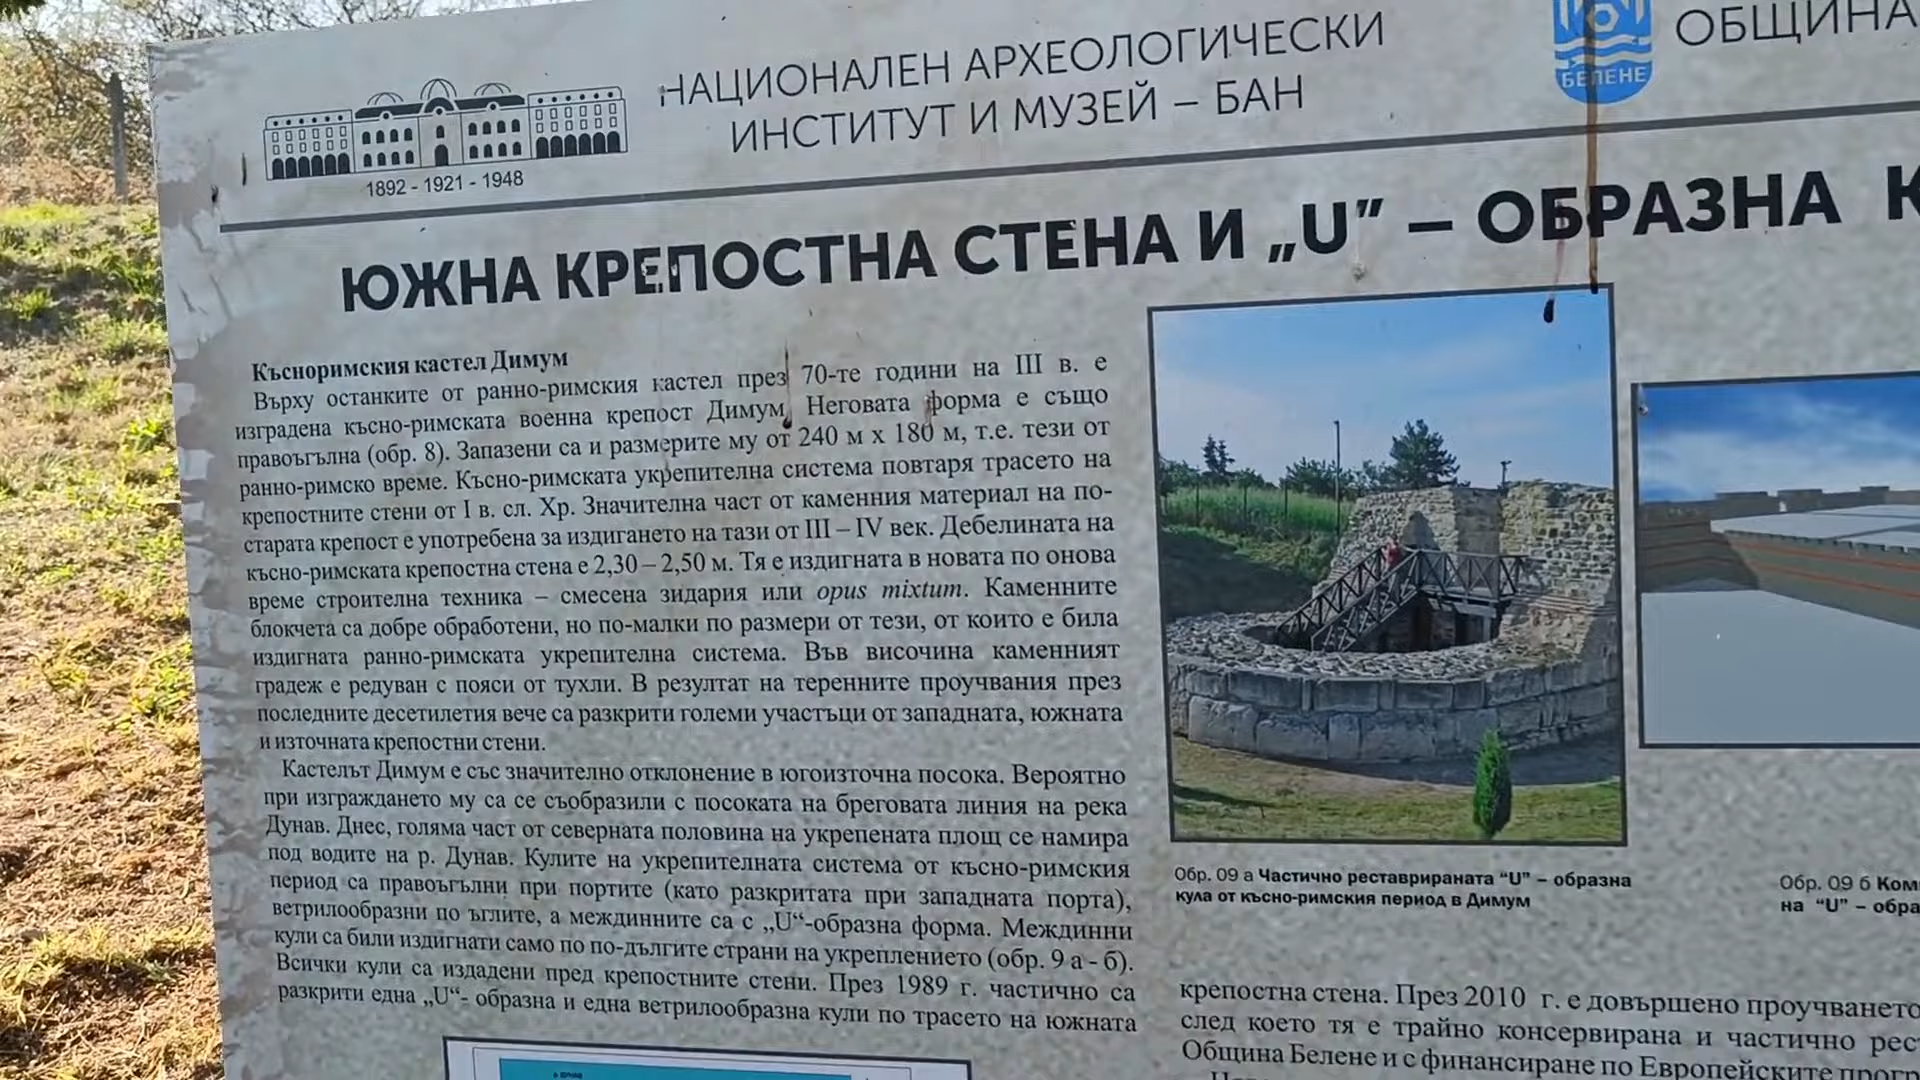 НАЦИОНАЛЕН АРХЕОЛОГИЧЕСКИ
ИНСТИТУТ И МУЗЕЙ – БАН
1892 - 1921 - 1948
БЕЛЕНЕ
ОБЩИНА
ЮЖНА КРЕПОСТНА СТЕНА И „U” – ОБРАЗНА
Късноримския кастел Димум
Върху останките от ранно-римския кастел през 70-те години на III в. е
изградена късно-римската военна крепост Димум. Неговата форма е също
правоъгълна (обр. 8). Запазени са и размерите му от 240 м х 180 м, т.е. тези от
ранно-римско време. Късно-римската укрепителна система повтаря трасето на
крепостните стени от I в. сл. Хр. Значителна част от каменния материал на по-
старата крепост е употребена за издигането на тази от III – IV век. Дебелината на
късно-римската крепостна стена е 2,30 – 2,50 м. Тя е издигната в новата по онова
време строителна техника – смесена зидария или opus mixtum. Каменните
блокчета са добре обработени, но по-малки по размери от тези, от които е била
издигната ранно-римската укрепителна система. Във височина каменният
градеж е редуван с пояси от тухли. В резултат на теренните проучвания през
последните десетилетия вече са разкрити големи участъци от западната, южната
и източната крепостни стени.
Кастелът Димум е със значително отклонение в югоизточна посока. Вероятно
при изграждането му са се съобразили с посоката на бреговата линия на река
Дунав. Днес, голяма част от северната половина на укрепената площ се намира
под водите на р. Дунав. Кулите на укрепителната система от късно-римския
период са правоъгълни при портите (като разкритата при западната порта),
ветрилообразни по ъглите, а междинните са с „U“-образна форма. Междинни
кули са били издигнати само по по-дългите страни на укреплението (обр. 9 а - б).
Всички кули са издадени пред крепостните стени. През 1989 г. частично са
разкрити една „U“- образна и една ветрилообразна кули по трасето на южната
Обр. 09 а Частично реставрираната “U” – образна
кула от късно-римския период в Димум
Обр. 09 б
на “U” – обра
крепостна стена. През 2010 г. е довършено проучването
след което тя е трайно консервирана и частично рес
Община Белене и с финансиране по Европейските прогр